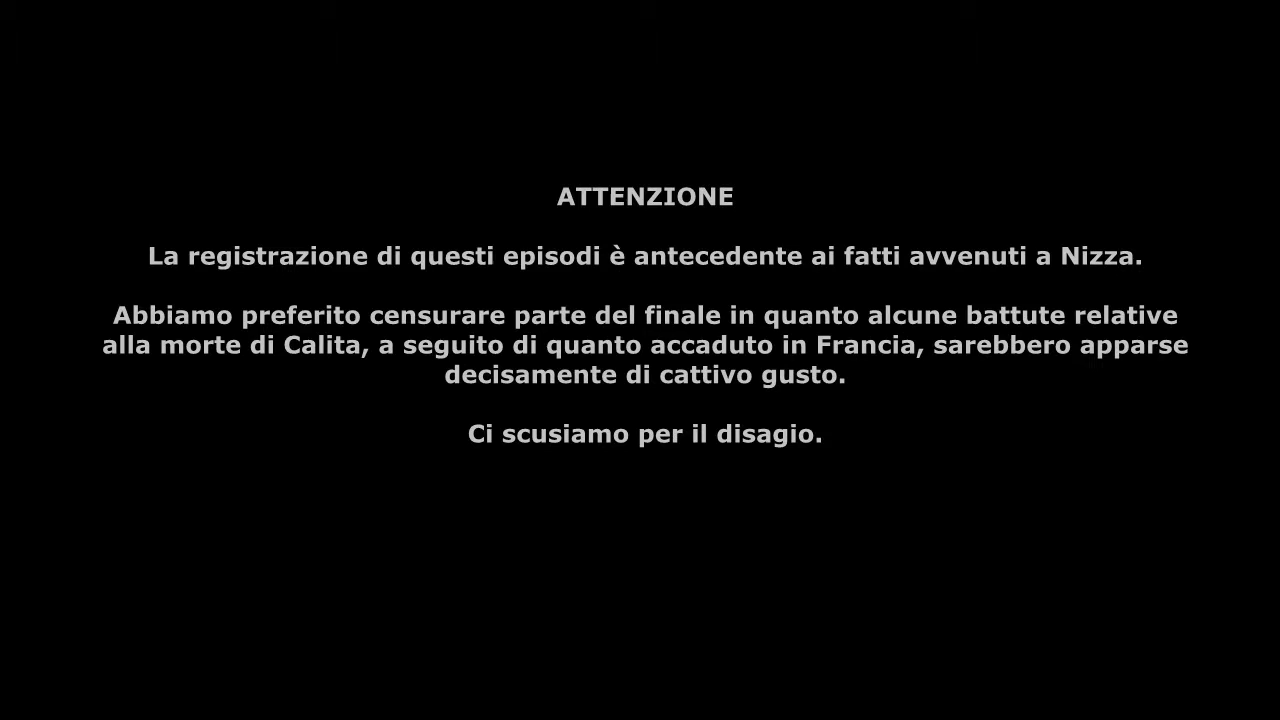 ATTENZIONE
La registrazione di questi episodi è antecedente ai fatti avvenuti a Nizza.
Abbiamo preferito censurare parte del finale in quanto alcune battute relative
alla morte di Calita, a seguito di quanto accaduto in Francia, sarebbero apparse
decisamente di cattivo gusto.
Ci scusiamo per il disagio.